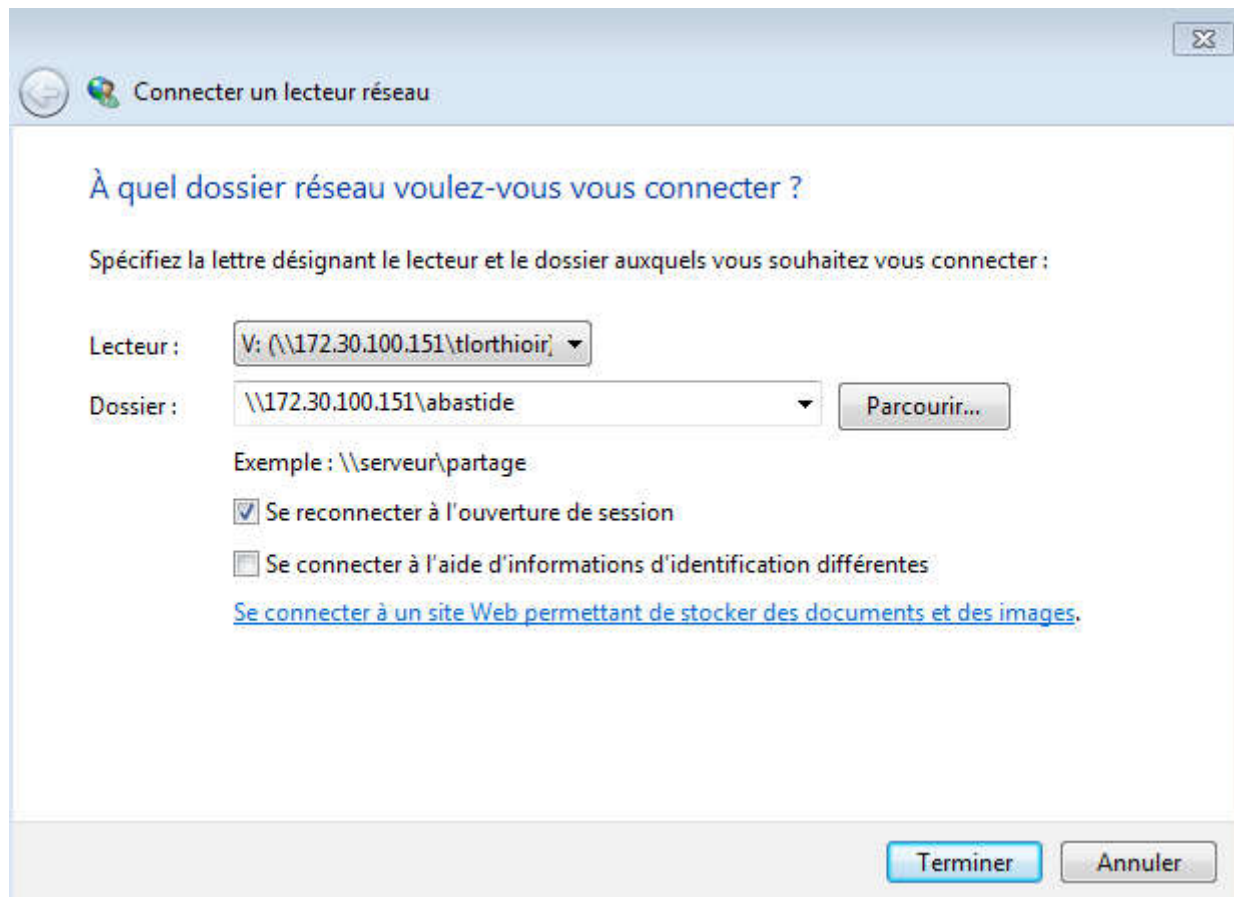 Connecter un lecteur réseau
À quel dossier réseau voulez-vous vous connecter ?
Spécifiez la lettre désignant le lecteur et le dossier auxquels vous souhaitez vous connecter :
Lecteur : V: (\\172.30.100.151\tlorthioir)
Dossier : \\172.30.100.151\abastide Parcourir...
Exemple : \\serveur\partage
Se reconnecter à l'ouverture de session
Se connecter à l'aide d'informations d'identification différentes
Se connecter à un site Web permettant de stocker des documents et des images.
Terminer Annuler